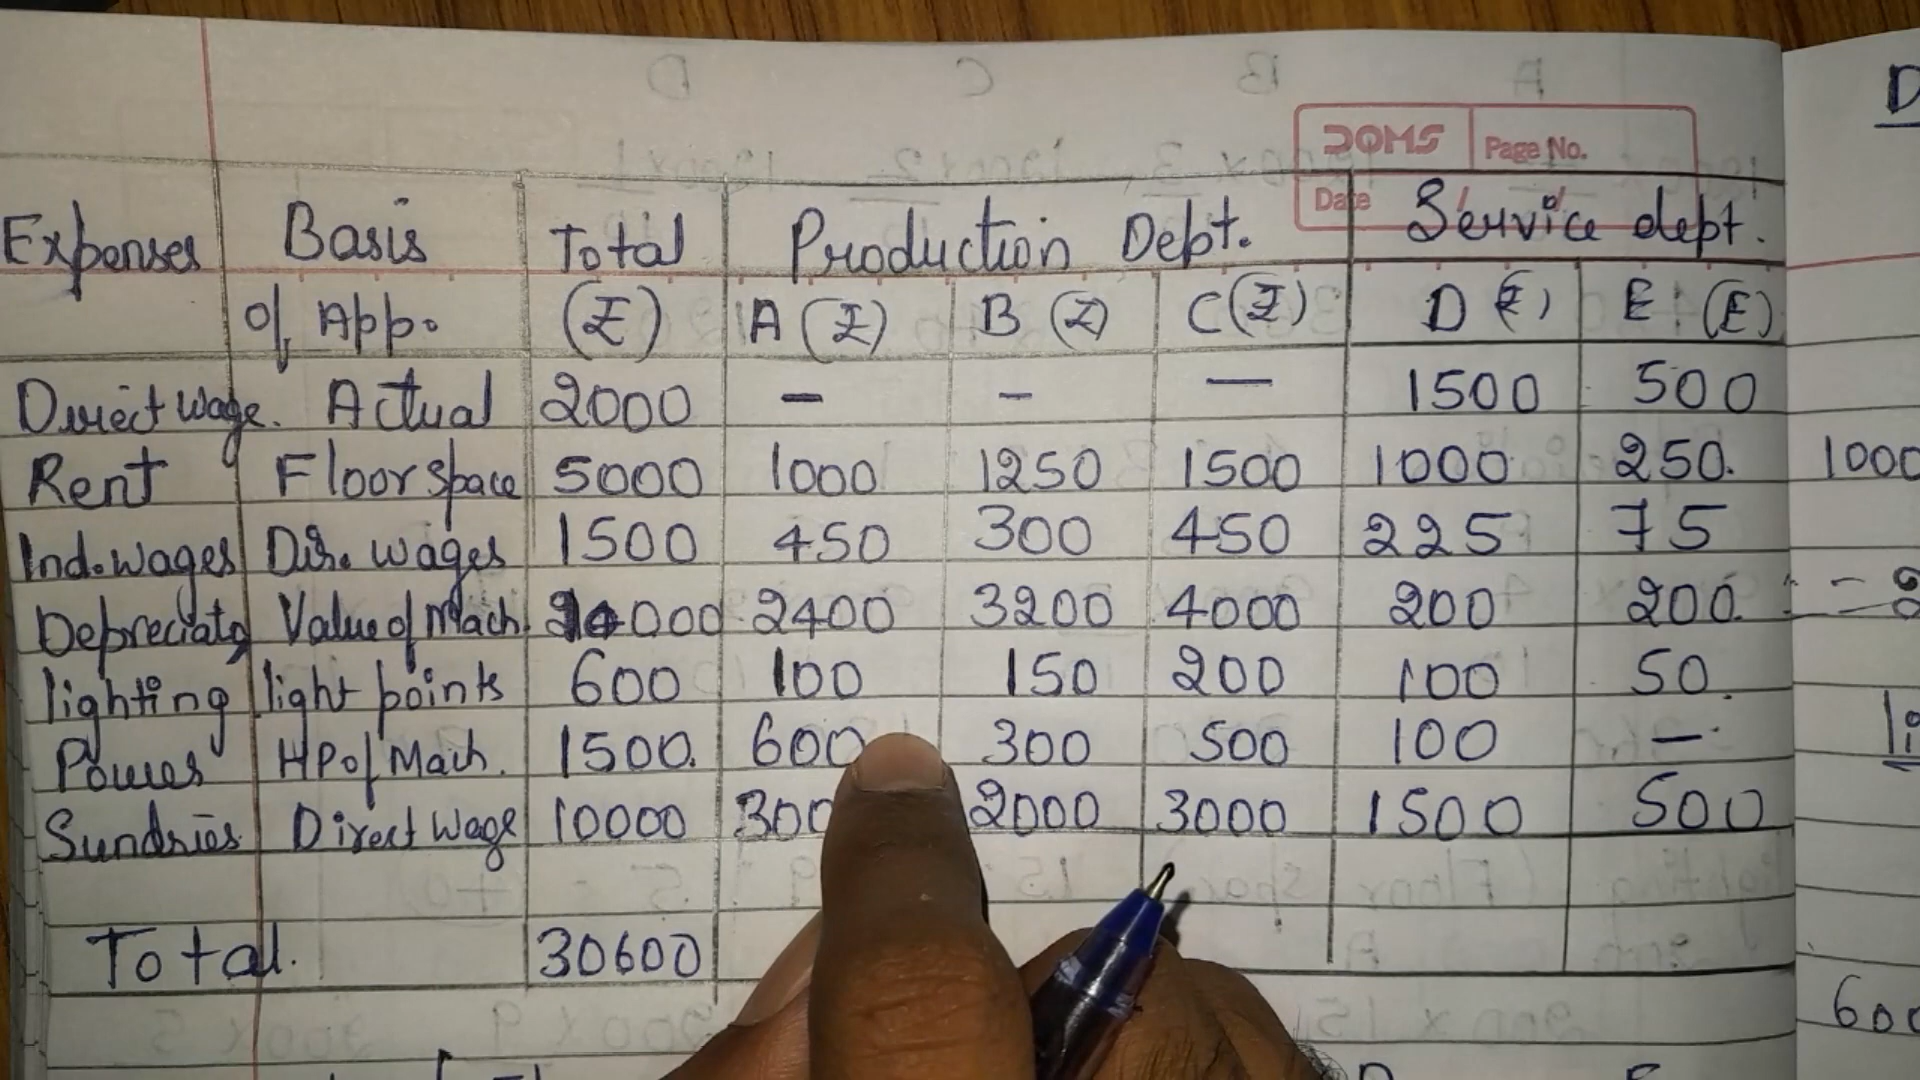 DOMS Page No.
Date
D
Expenses Basis Total Production Dept. Service dept.
of App. (₹) A (₹) B (₹) C (₹) D (₹) E (₹)
Direct wage. Actual 2000 - - - 1500 500
Rent Floor space 5000 1000 1250 1500 1000 250. 1000
Ind. wages Dir. wages 1500 450 300 450 225 75
Value of Mach. 2400 3200 4000 200 200.
lighting light points 600 100 150 200 100 50.
Power HP of Mach. 1500. 600 300 500 100 -
Sundries Direct Wage 10000 300 2000 3000 1500 500
Total. 30600
600